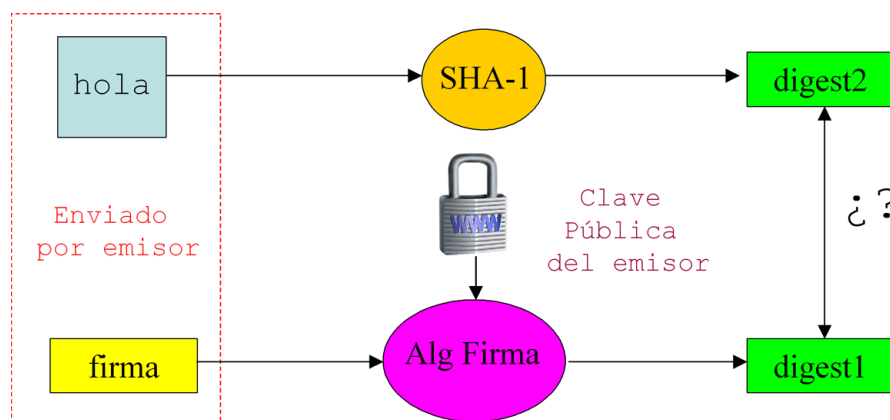 hola
SHA-1
digest2
Enviado
por emisor
WWW
Clave
Pública
del emisor
¿?
firma
Alg Firma
digest1